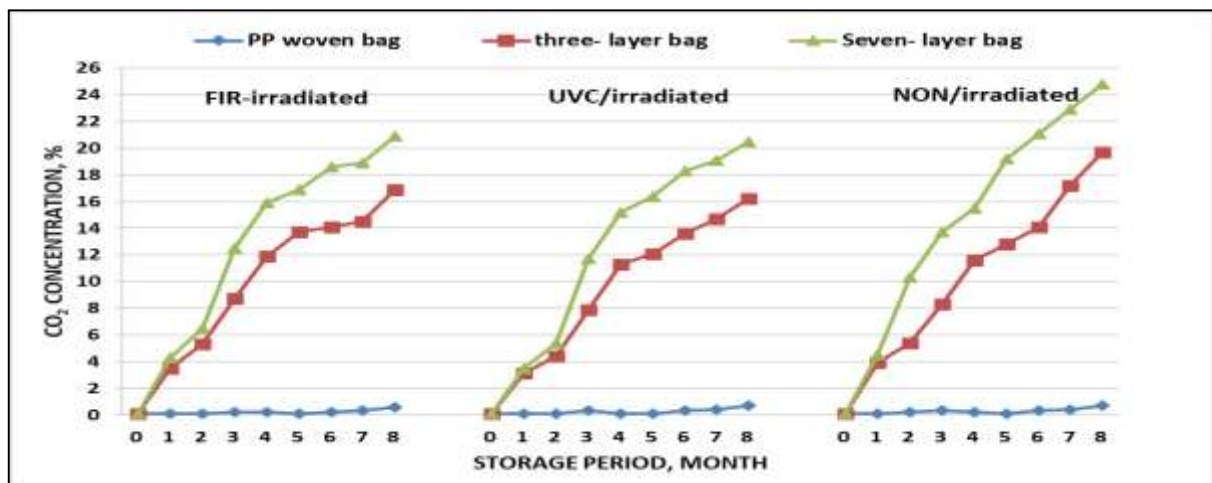 PP woven bag three- layer bag Seven- layer bag
FIR-irradiated UVC/irradiated NON/irradiated
CO₂ CONCENTRATION, %
26
24
22
20
18
16
14
12
10
8
6
4
2
0
0 1 2 3 4 5 6 7 8 0 1 2 3 4 5 6 7 8 0 1 2 3 4 5 6 7 8
STORAGE PERIOD, MONTH